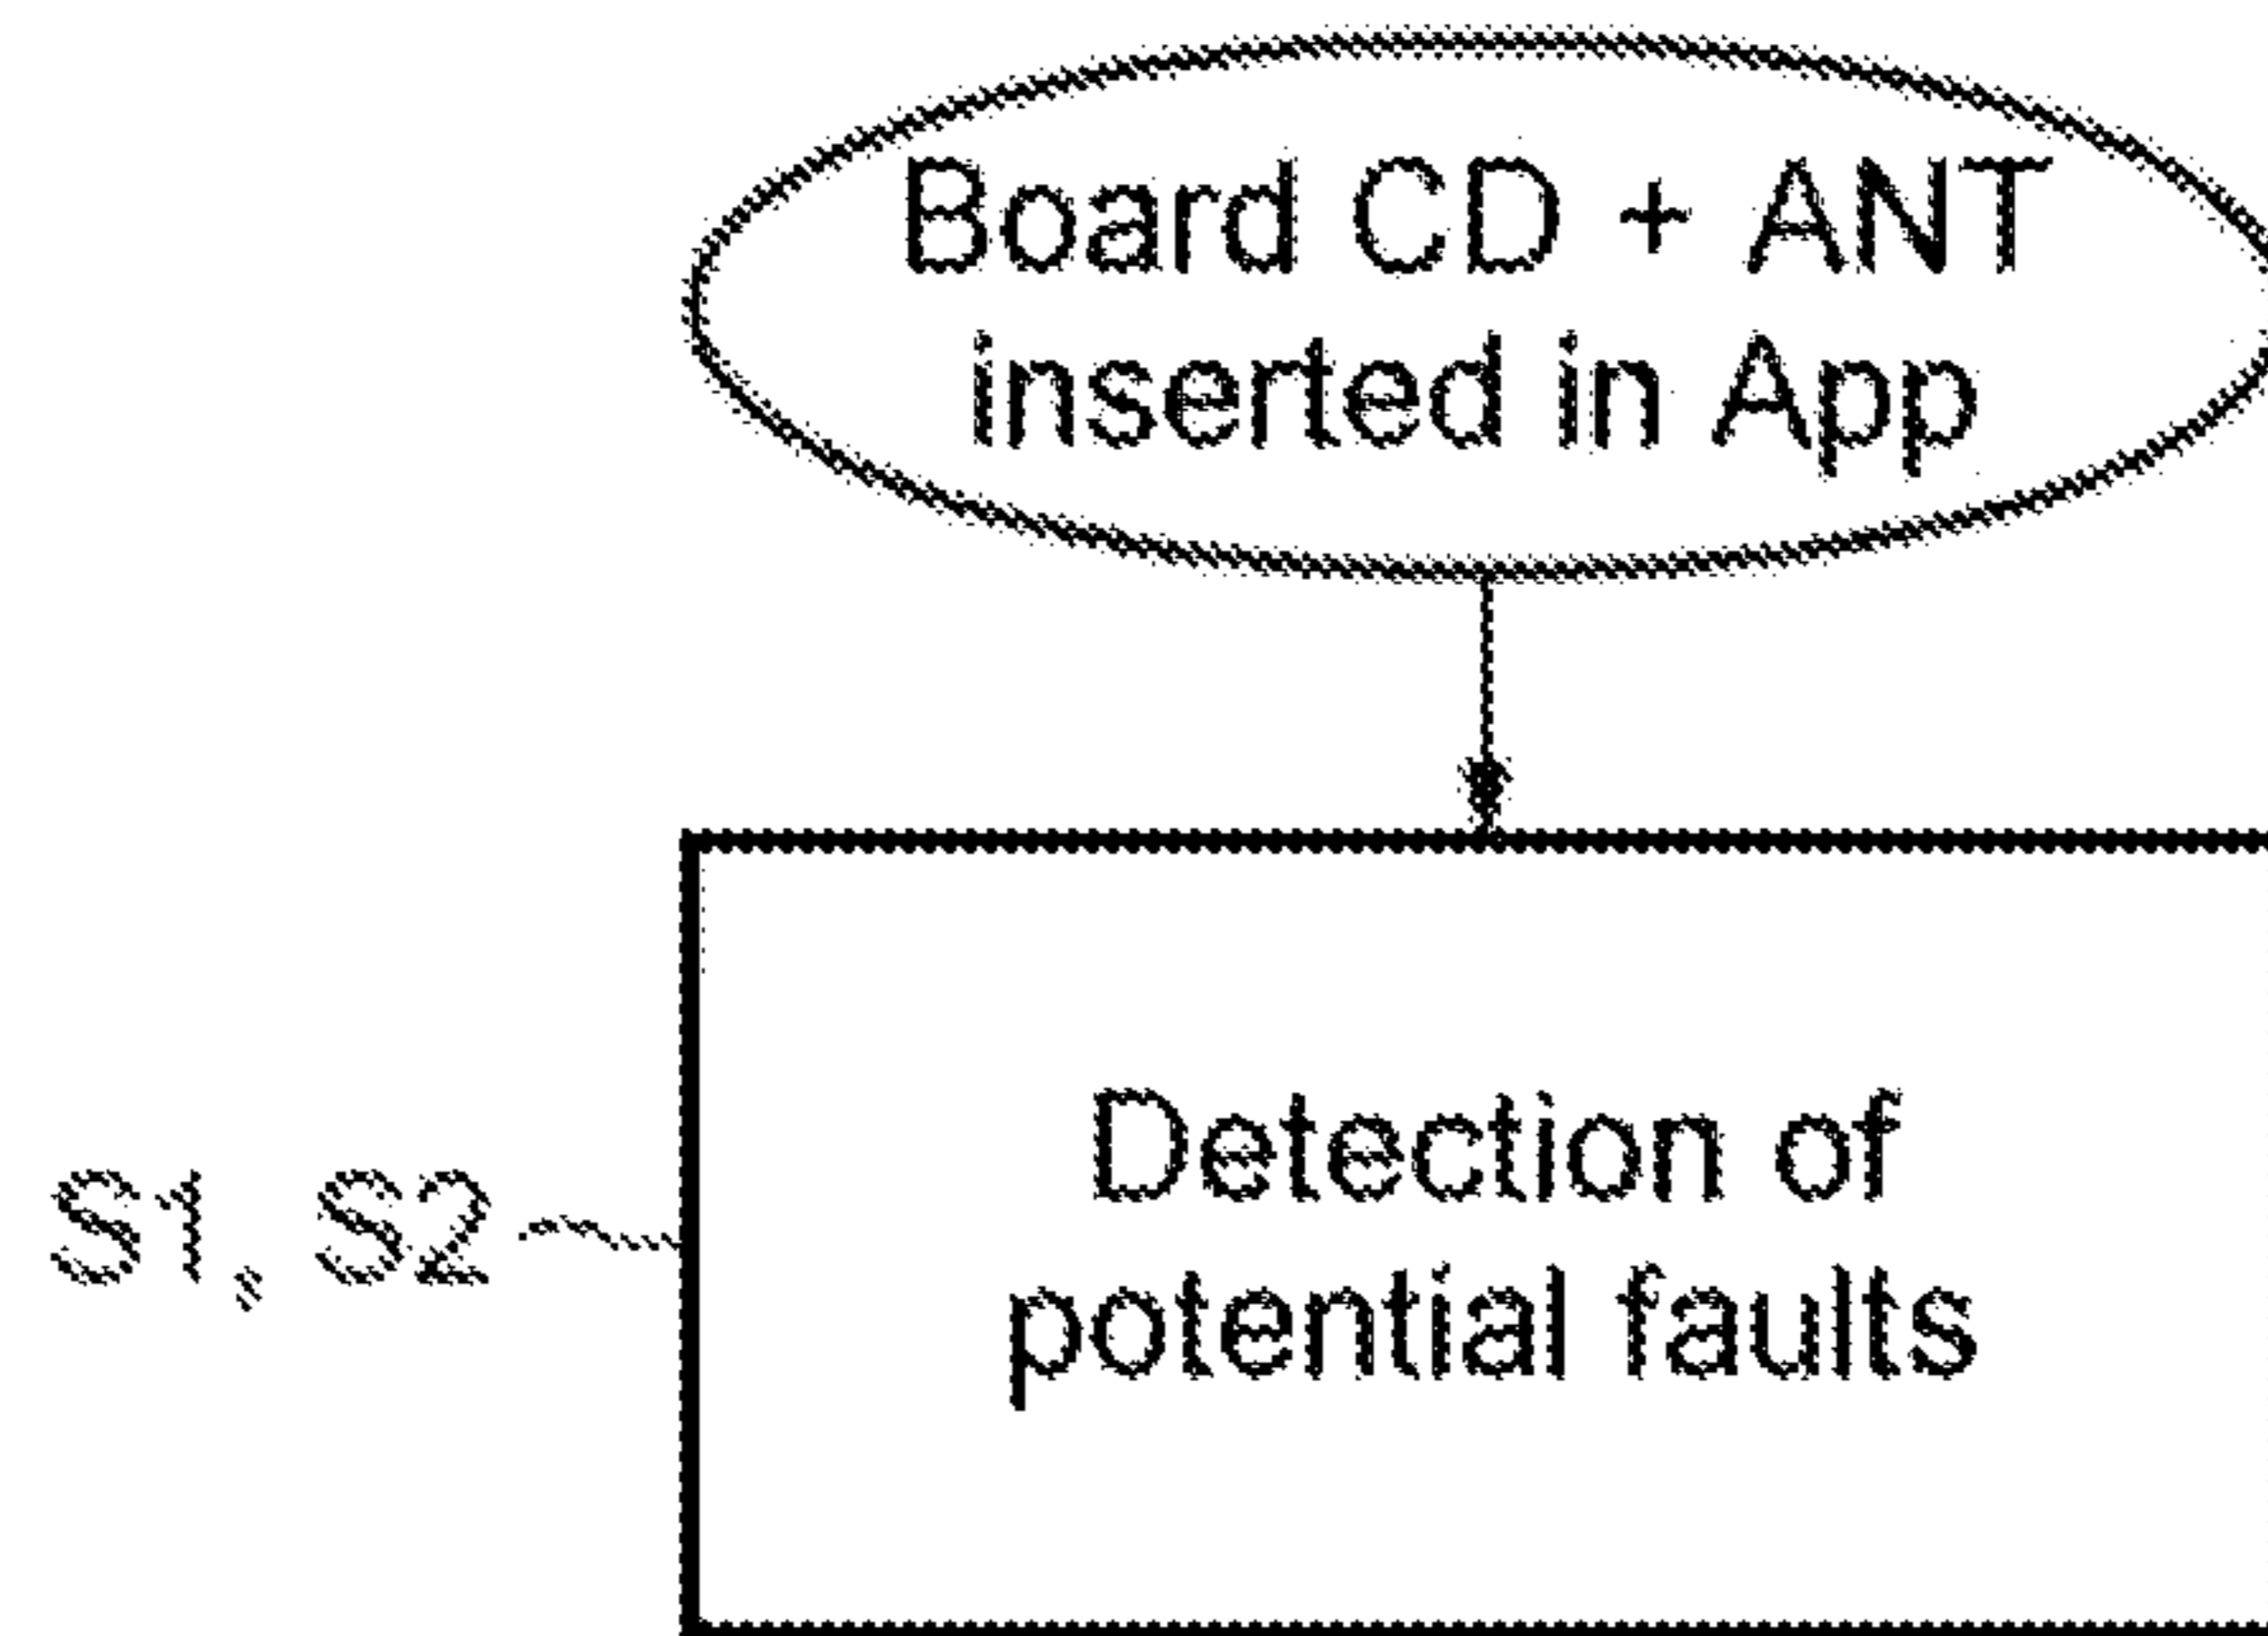 Board CD + ANT
inserted in App
Detection of
potential faults
S1, S2